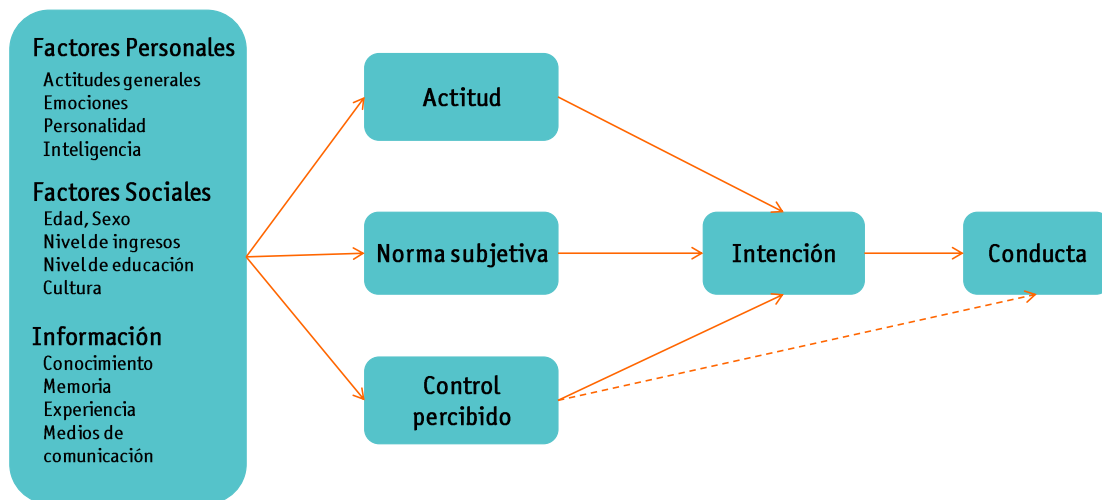 Factores Personales
Actitudes generales
Emociones
Personalidad
Inteligencia
Factores Sociales
Edad, Sexo
Nivel de ingresos
Nivel de educación
Cultura
Información
Conocimiento
Memoria
Experiencia
Medios de
comunicación
Actitud
Norma subjetiva
Control
percibido
Intención
Conducta